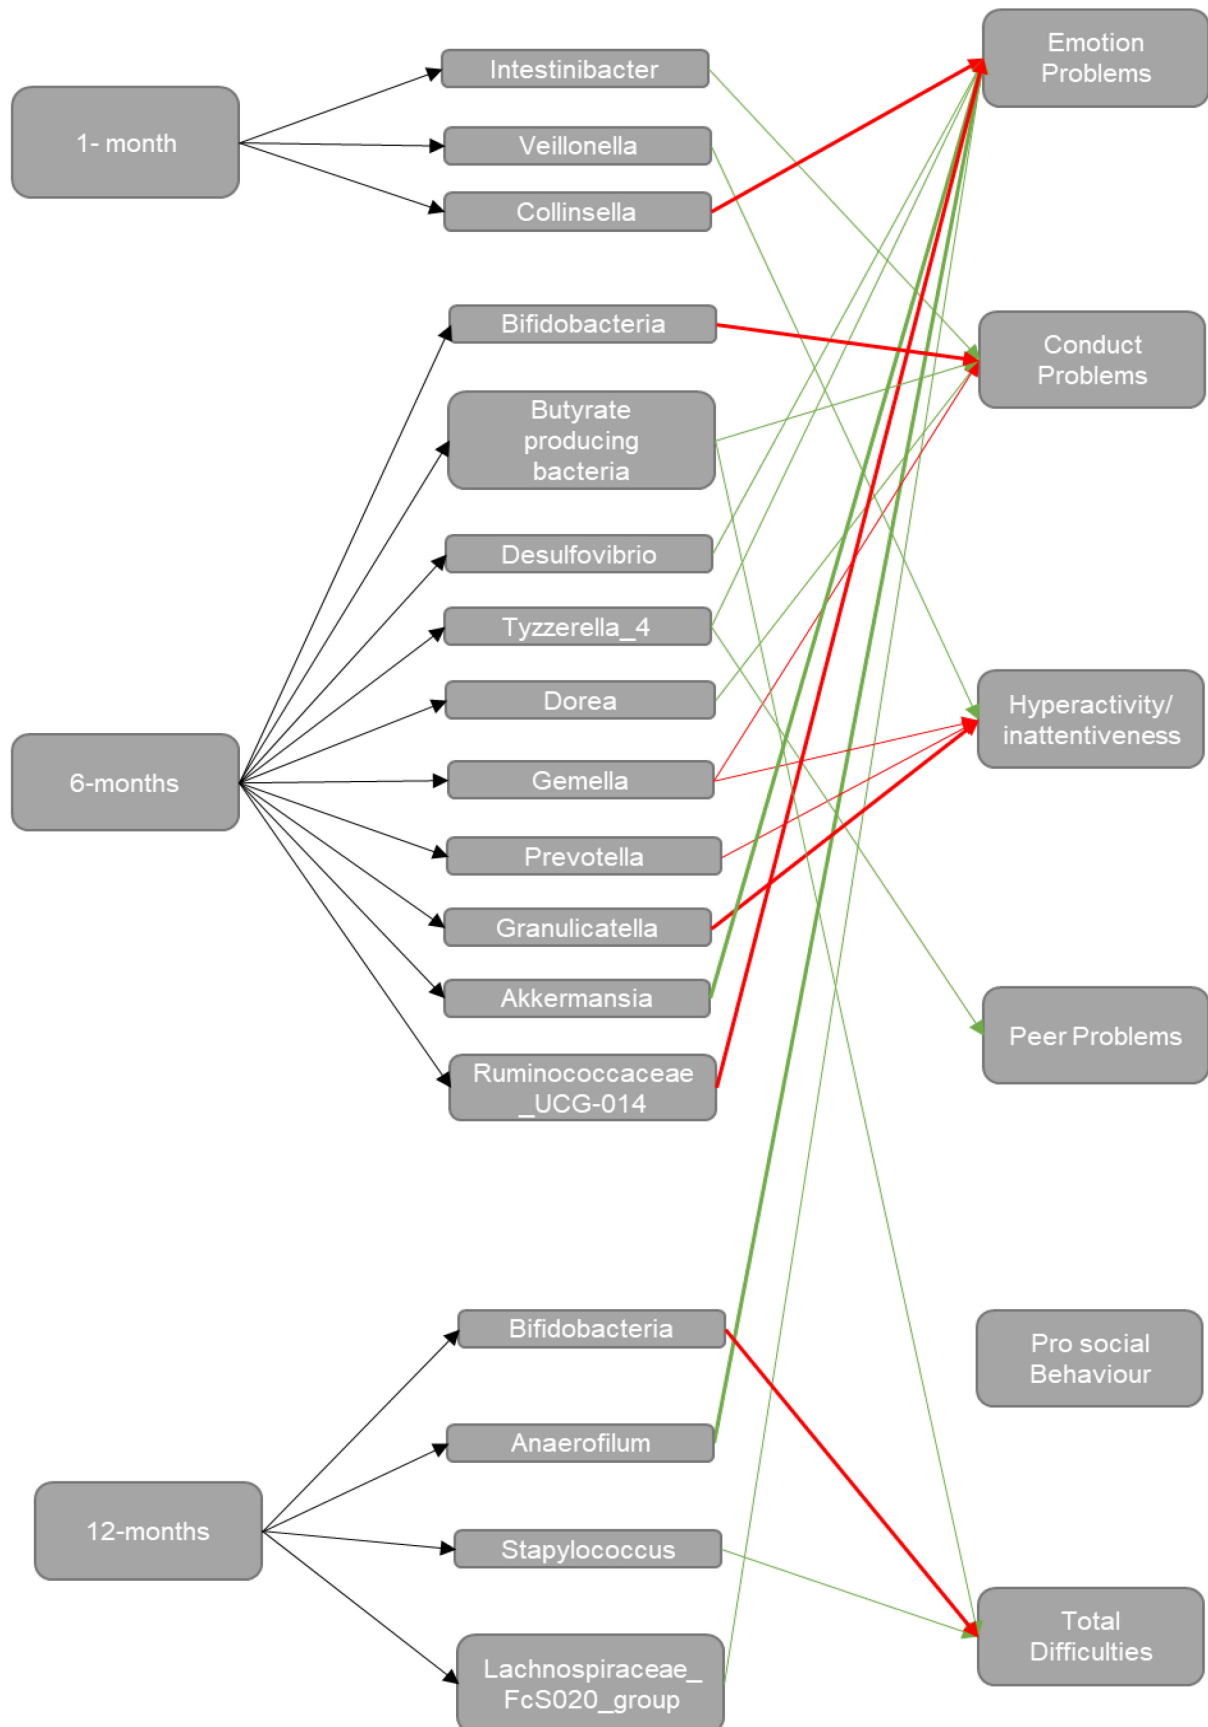 1- month
6-months
12-months
Intestinibacter
Veillonella
Collinsella
Bifidobacteria
Butyrate
producing
bacteria
Desulfovibrio
Tyzzerella_4
Dorea
Gemella
Prevotella
Granulicatella
Akkermansia
Ruminococcaceae
_UCG-014
Bifidobacteria
Anaerofilum
Stapylococcus
Lachnospiraceae_
FcS020_group
Emotion
Problems
Conduct
Problems
Hyperactivity/
inattentiveness
Peer Problems
Pro social
Behaviour
Total
Difficulties